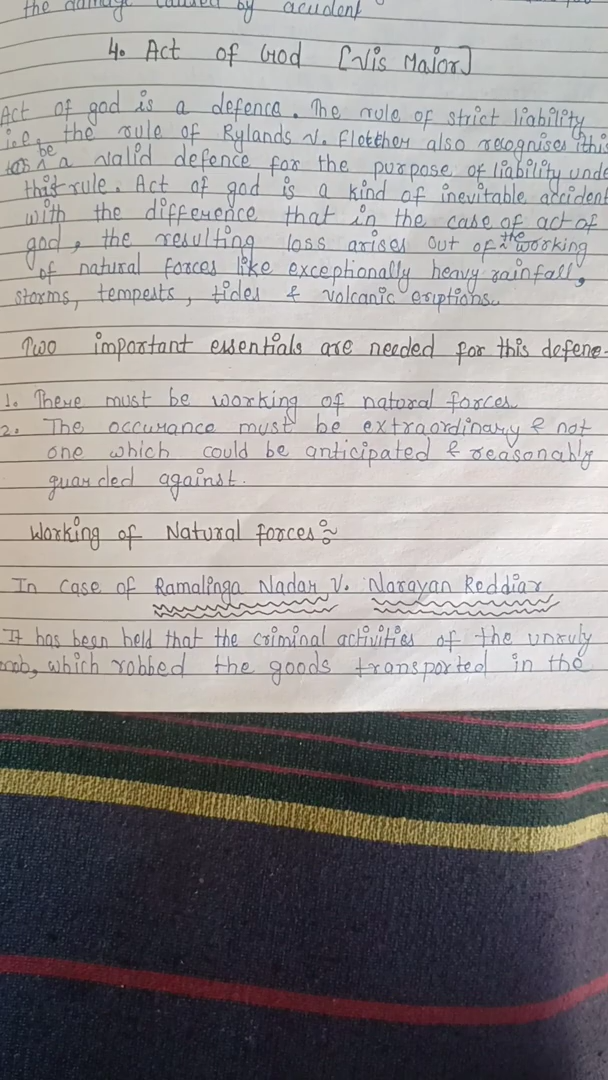 the damage caused by acudent
4. Act of God [Vis Major]
Act of god is a defence. The rule of strict liability
i.e, the rule of Rylands v. Fletcher also recognises this
to be a valid defence for the purpose of liability unde
this rule. Act of god is a kind of inevitable accident
with the difference that in the case of act of
god, the resulting loss arises out of the working
of natural forces like exceptionally heavy rainfall,
storms, tempests, tides & volcanic eruptions.
Two important essentials are needed for this defene-
1. There must be working of natural forces
2. The occurance must be extraordinary & not
one which could be anticipated & reasonably
guarded against.
Working of Natural forces:~
In case of Ramalinga Nadar V. Narayan Reddiar
It has been held that the criminal activities of the unruly
mob, which robbed the goods transported in the